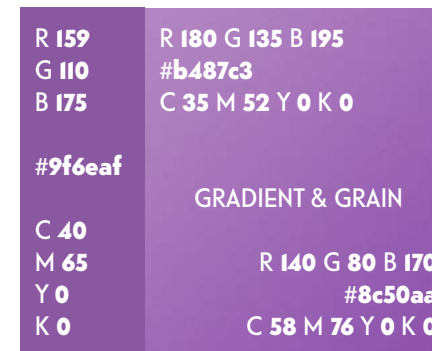 R 159
G 110
B 175
#9f6eaf
C 40
M 65
Y 0
K 0
R 180 G 135 B 195
#b487c3
C 35 M 52 Y 0 K 0
GRADIENT & GRAIN
R 140 G 80 B 170
#8c50aa
C 58 M 76 Y 0 K 0